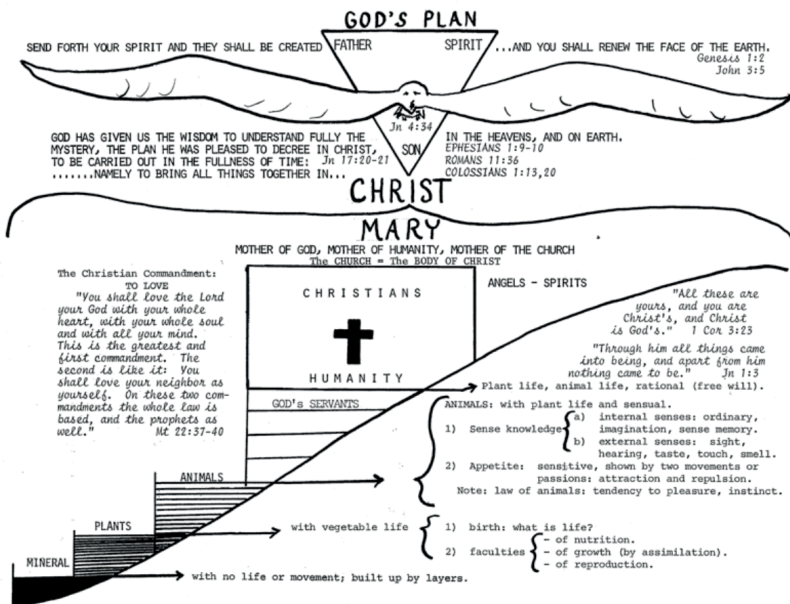 GOD'S PLAN
SEND FORTH YOUR SPIRIT AND THEY SHALL BE CREATED
FATHER
SPIRIT
...AND YOU SHALL RENEW THE FACE OF THE EARTH.
Genesis 1:2
John 3:5
Jn 4:34
SON
GOD HAS GIVEN US THE WISDOM TO UNDERSTAND FULLY THE
MYSTERY, THE PLAN HE WAS PLEASED TO DECREE IN CHRIST,
TO BE CARRIED OUT IN THE FULLNESS OF TIME: Jn 17:20-21
.......NAMELY TO BRING ALL THINGS TOGETHER IN...
IN THE HEAVENS, AND ON EARTH.
EPHESIANS 1:9-10
ROMANS 11:36
COLOSSIANS 1:13,20
CHRIST
MARY
MOTHER OF GOD, MOTHER OF HUMANITY, MOTHER OF THE CHURCH
The CHURCH = The BODY OF CHRIST
The Christian Commandment:
TO LOVE
"You shall love the Lord
your God with your whole
heart, with your whole soul
and with all your mind.
This is the greatest and
first commandment. The
second is like it: You
shall love your neighbor as
yourself. On these two com-
mandments the whole law is
based, and the prophets as
well." Mt 22:37-40
CHRISTIANS
HUMANITY
ANGELS - SPIRITS
"All these are
yours, and you are
Christ's, and Christ
is God's." 1 Cor 3:23
"Through him all things came
into being, and apart from him
nothing came to be." Jn 1:3
Plant life, animal life, rational (free will).
GOD's SERVANTS
ANIMALS: with plant life and sensual.
1) Sense knowledge
a) internal senses: ordinary,
imagination, sense memory.
b) external senses: sight,
hearing, taste, touch, smell.
2) Appetite: sensitive, shown by two movements or
passions: attraction and repulsion.
Note: law of animals: tendency to pleasure, instinct.
ANIMALS
PLANTS
with vegetable life
1) birth: what is life?
2) faculties
- of nutrition.
- of growth (by assimilation).
- of reproduction.
MINERAL
with no life or movement; built up by layers.